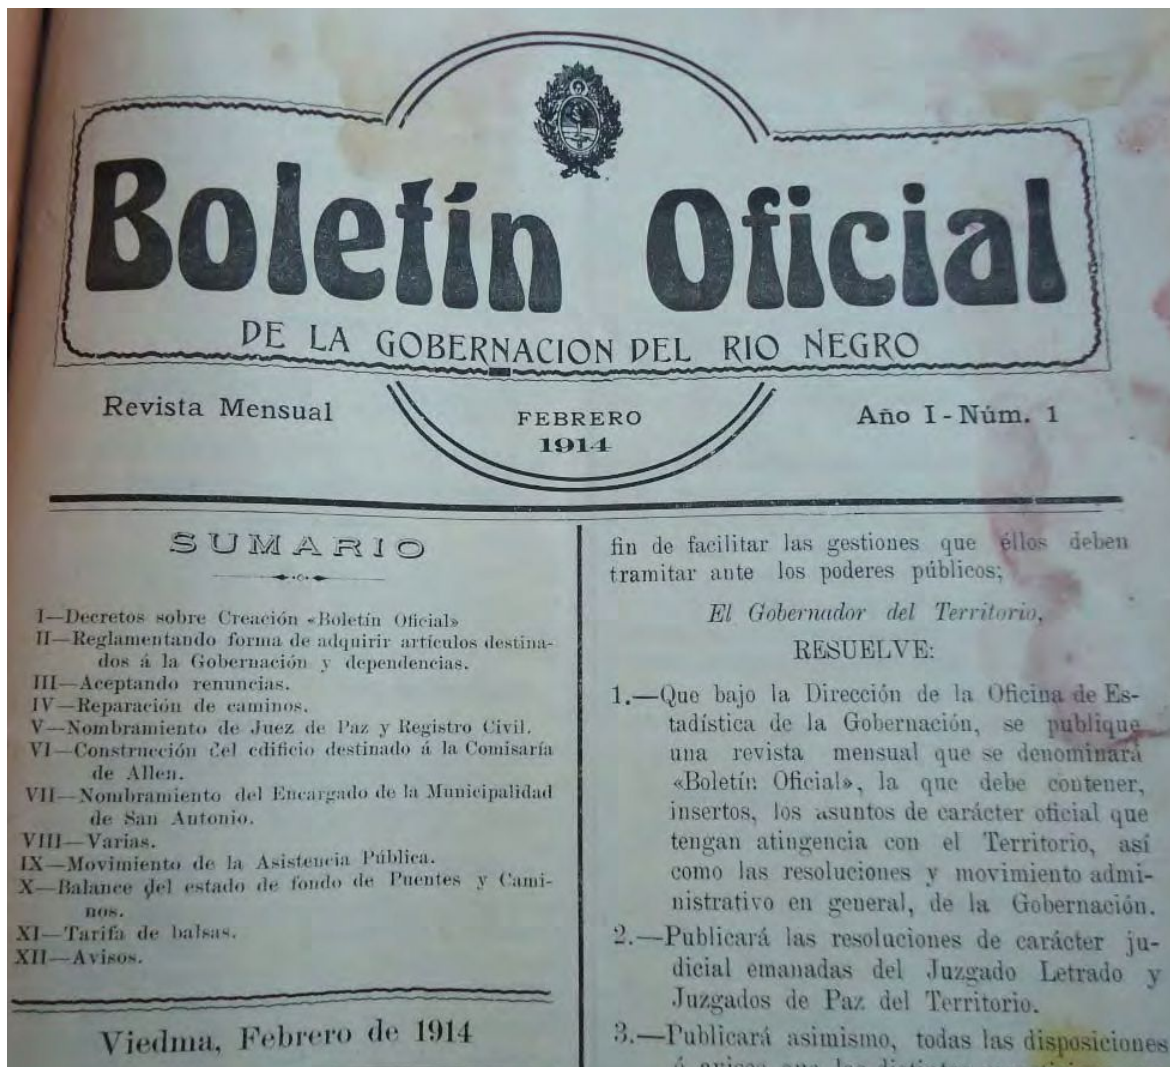 Boletín Oficial
DE LA GOBERNACION DEL RIO NEGRO
Revista Mensual
FEBRERO
1914
Año I - Núm. 1
SUMARIO
I—Decretos sobre Creación «Boletín Oficial»
II—Reglamentando forma de adquirir artículos destina-
dos á la Gobernación y dependencias.
III—Aceptando renuncias.
IV—Reparación de caminos.
V—Nombramiento de Juez de Paz y Registro Civil.
VI—Construcción del edificio destinado á la Comisaría
de Allen.
VII—Nombramiento del Encargado de la Municipalidad
de San Antonio.
VIII—Varias.
IX—Movimiento de la Asistencia Pública.
X—Balance del estado de fondo de Puentes y Cami-
nos.
XI—Tarifa de balsas.
XII—Avisos.
Viedma, Febrero de 1914
fin de facilitar las gestiones que éllos deben
tramitar ante los poderes públicos;
El Gobernador del Territorio,
RESUELVE:
1.—Que bajo la Dirección de la Oficina de Es-
tadística de la Gobernación, se publique
una revista mensual que se denominará
«Boletín Oficial», la que debe contener,
insertos, los asuntos de carácter oficial que
tengan atingencia con el Territorio, así
como las resoluciones y movimiento admi-
nistrativo en general, de la Gobernación.
2.—Publicará las resoluciones de carácter ju-
dicial emanadas del Juzgado Letrado y
Juzgados de Paz del Territorio.
3.—Publicará asimismo, todas las disposiciones